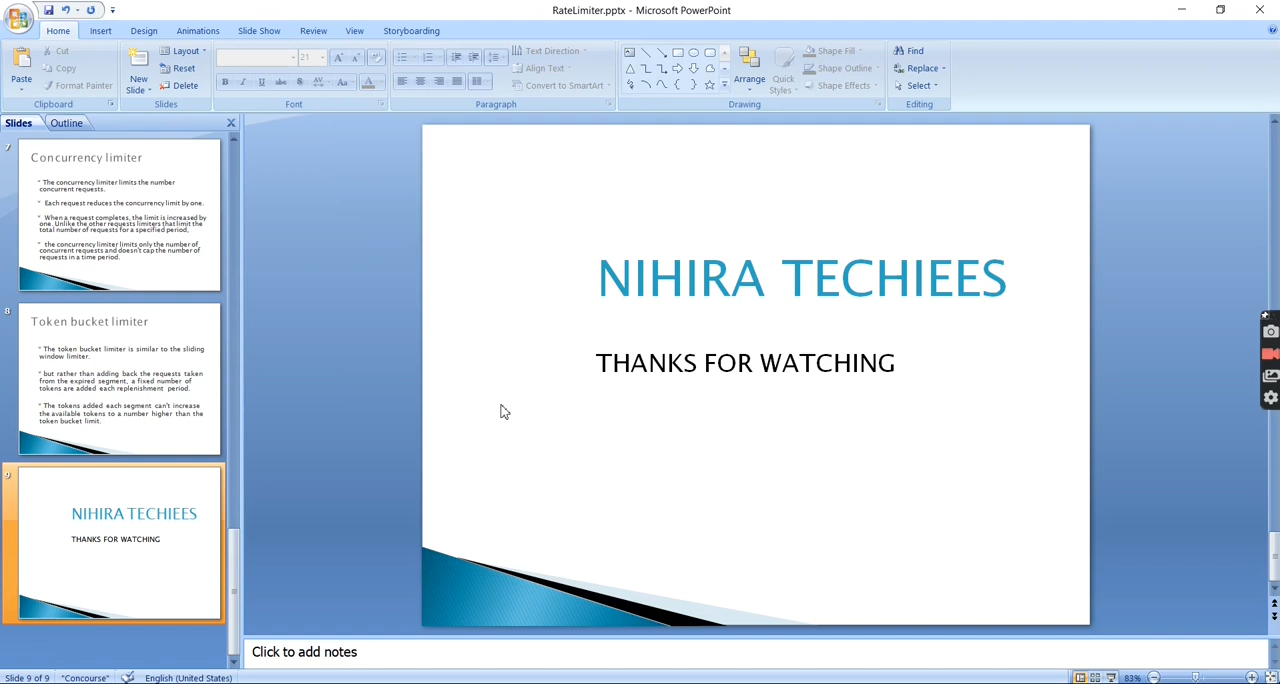 RateLimiter.pptx - Microsoft PowerPoint
Home Insert Design Animations Slide Show Review View Storyboarding
Paste
Cut
Copy
Format Painter
Clipboard
New
Slide
Layout
Reset
Delete
Slides
21
Font
Text Direction
Align Text
Convert to SmartArt
Paragraph
Arrange
Quick
Styles
Shape Fill
Shape Outline
Shape Effects
Drawing
Find
Replace
Select
Editing
Slides Outline
7
Concurrency limiter
The concurrency limiter limits the number
concurrent requests.
Each request reduces the concurrency limit by one.
When a request completes, the limit is increased by
one. Unlike the other requests limiters that limit the
total number of requests for a specified period,
the concurrency limiter limits only the number of
concurrent requests and doesn't cap the number of
requests in a time period.
8
Token bucket limiter
The token bucket limiter is similar to the sliding
window limiter.
but rather than adding back the requests taken
from the expired segment, a fixed number of
tokens are added each replenishment period.
The tokens added each segment can't increase
the available tokens to a number higher than the
token bucket limit.
9
NIHIRA TECHIEES
THANKS FOR WATCHING
NIHIRA TECHIEES
THANKS FOR WATCHING
Click to add notes
Slide 9 of 9 "Concourse" English (United States) 83%